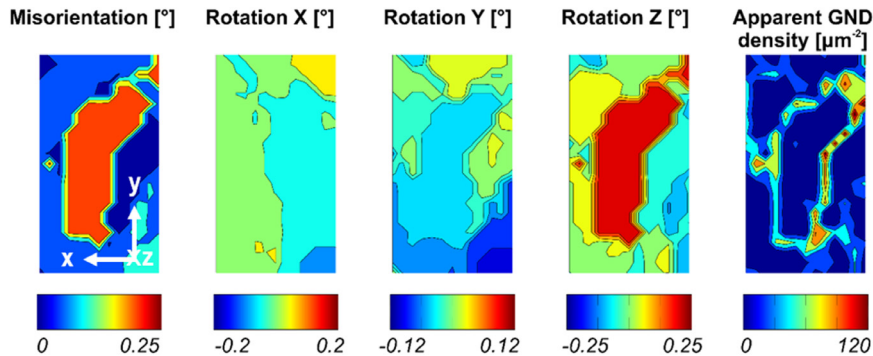 Misorientation [°]
Rotation X [°]
Rotation Y [°]
Rotation Z [°]
Apparent GND
density [µm⁻²]
y
x
z
0 0.25
-0.2 0.2
-0.12 0.12
-0.25 0.25
0 120